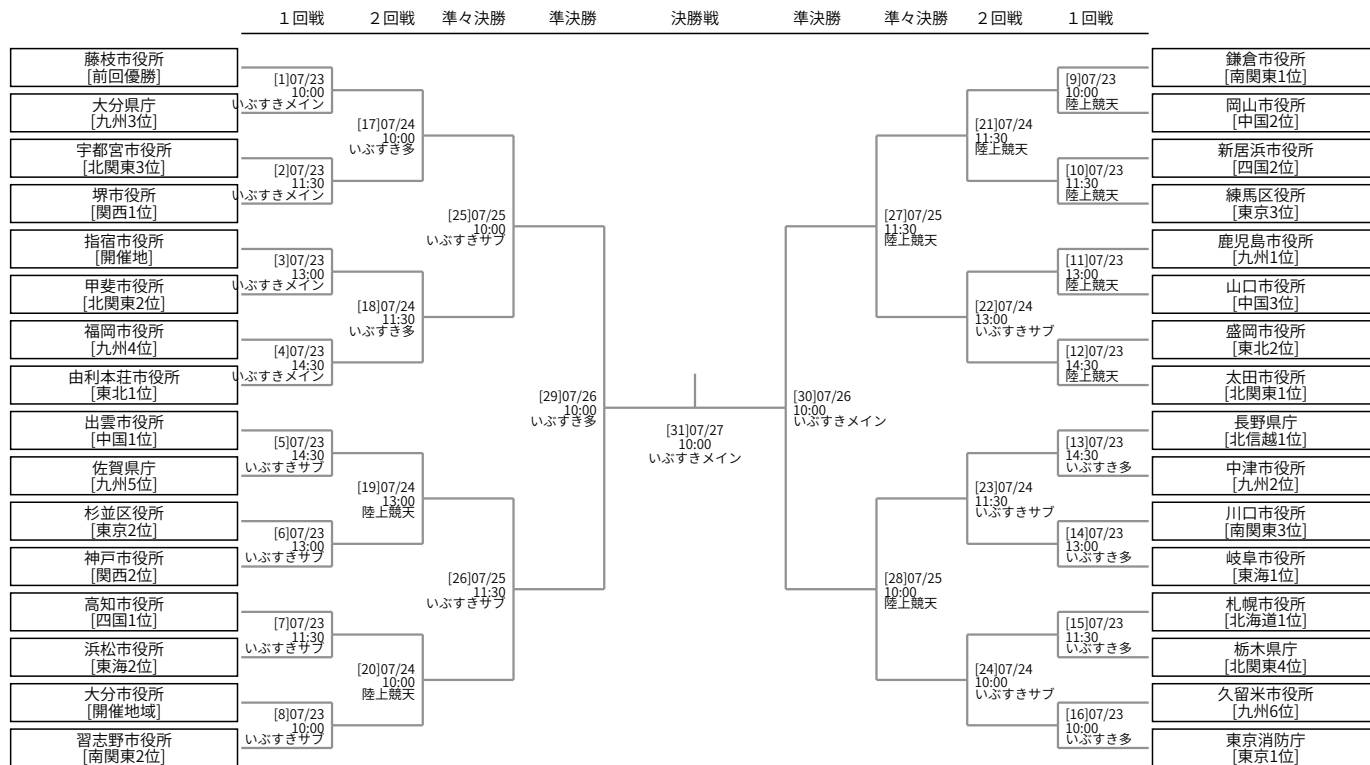 １回戦
２回戦
準々決勝
準決勝
決勝戦
準決勝
準々決勝
２回戦
１回戦
藤枝市役所
[前回優勝]
大分県庁
[九州3位]
宇都宮市役所
[北関東3位]
堺市役所
[関西1位]
指宿市役所
[開催地]
甲斐市役所
[北関東2位]
福岡市役所
[九州4位]
由利本荘市役所
[東北1位]
出雲市役所
[中国1位]
佐賀県庁
[九州5位]
杉並区役所
[東京2位]
神戸市役所
[関西2位]
高知市役所
[四国1位]
浜松市役所
[東海2位]
大分市役所
[開催地域]
習志野市役所
[南関東2位]
[1]07/23
10:00
いぶすきメイン
[2]07/23
11:30
いぶすきメイン
[3]07/23
13:00
いぶすきメイン
[4]07/23
14:30
いぶすきメイン
[5]07/23
14:30
いぶすきサブ
[6]07/23
13:00
いぶすきサブ
[7]07/23
11:30
いぶすきサブ
[8]07/23
10:00
いぶすきサブ
[17]07/24
10:00
いぶすき多
[18]07/24
11:30
いぶすき多
[19]07/24
13:00
陸上競天
[20]07/24
10:00
陸上競天
[25]07/25
10:00
いぶすきサブ
[26]07/25
11:30
いぶすきサブ
[29]07/26
10:00
いぶすき多
[31]07/27
10:00
いぶすきメイン
[30]07/26
10:00
いぶすきメイン
[27]07/25
11:30
陸上競天
[28]07/25
10:00
陸上競天
[21]07/24
11:30
陸上競天
[22]07/24
13:00
いぶすきサブ
[23]07/24
11:30
いぶすきサブ
[24]07/24
10:00
いぶすきサブ
[9]07/23
10:00
陸上競天
[10]07/23
11:30
陸上競天
[11]07/23
13:00
陸上競天
[12]07/23
14:30
陸上競天
[13]07/23
14:30
いぶすき多
[14]07/23
13:00
いぶすき多
[15]07/23
11:30
いぶすき多
[16]07/23
10:00
いぶすき多
鎌倉市役所
[南関東1位]
岡山市役所
[中国2位]
新居浜市役所
[四国2位]
練馬区役所
[東京3位]
鹿児島市役所
[九州1位]
山口市役所
[中国3位]
盛岡市役所
[東北2位]
太田市役所
[北関東1位]
長野県庁
[北信越1位]
中津市役所
[九州2位]
川口市役所
[南関東3位]
岐阜市役所
[東海1位]
札幌市役所
[北海道1位]
栃木県庁
[北関東4位]
久留米市役所
[九州6位]
東京消防庁
[東京1位]